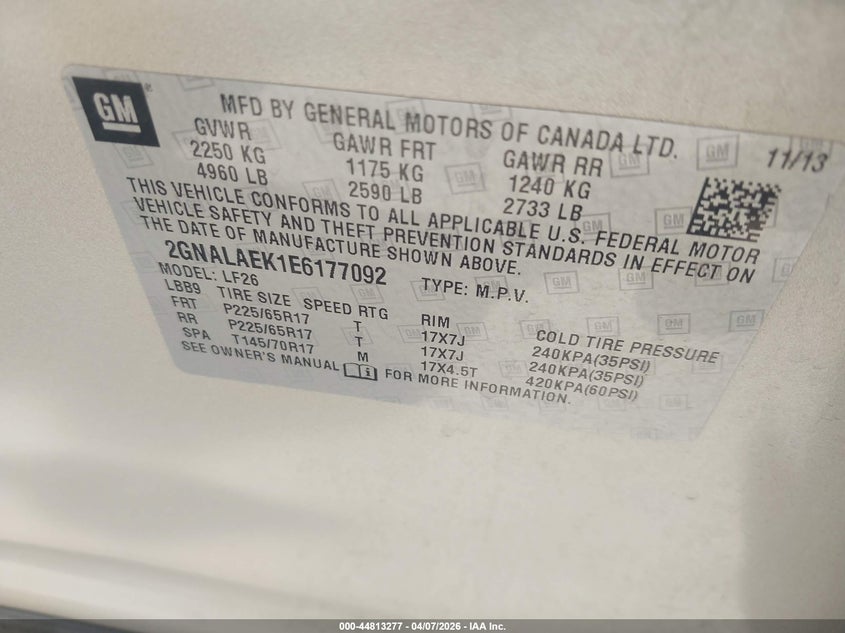 GM
MFD BY GENERAL MOTORS OF CANADA LTD.
11/13
GVWR GAWR FRT GAWR RR
2250 KG 1175 KG 1240 KG
4960 LB 2590 LB 2733 LB
THIS VEHICLE CONFORMS TO ALL APPLICABLE U.S. FEDERAL MOTOR
VEHICLE SAFETY AND THEFT PREVENTION STANDARDS IN EFFECT ON
THE DATE OF MANUFACTURE SHOWN ABOVE.
2GNALAEK1E6177092 TYPE: M.P.V.
MODEL: LF26
LBB9 TIRE SIZE SPEED RTG RIM COLD TIRE PRESSURE
FRT P225/65R17 T 17X7J 240KPA(35PSI)
RR P225/65R17 T 17X7J 240KPA(35PSI)
SPA T145/70R17 M 17X4.5T 420KPA(60PSI)
SEE OWNER'S MANUAL i FOR MORE INFORMATION.
000-44813277 - 04/07/2026 - IAA Inc.